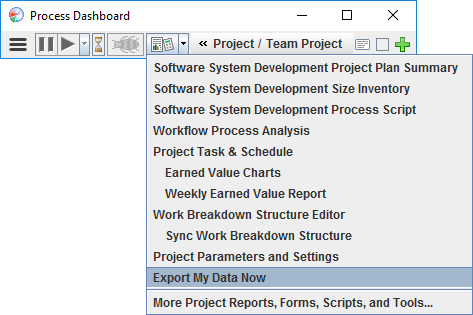 Process Dashboard
« Project / Team Project
Software System Development Project Plan Summary
Software System Development Size Inventory
Software System Development Process Script
Workflow Process Analysis
Project Task & Schedule
Earned Value Charts
Weekly Earned Value Report
Work Breakdown Structure Editor
Sync Work Breakdown Structure
Project Parameters and Settings
Export My Data Now
More Project Reports, Forms, Scripts, and Tools...